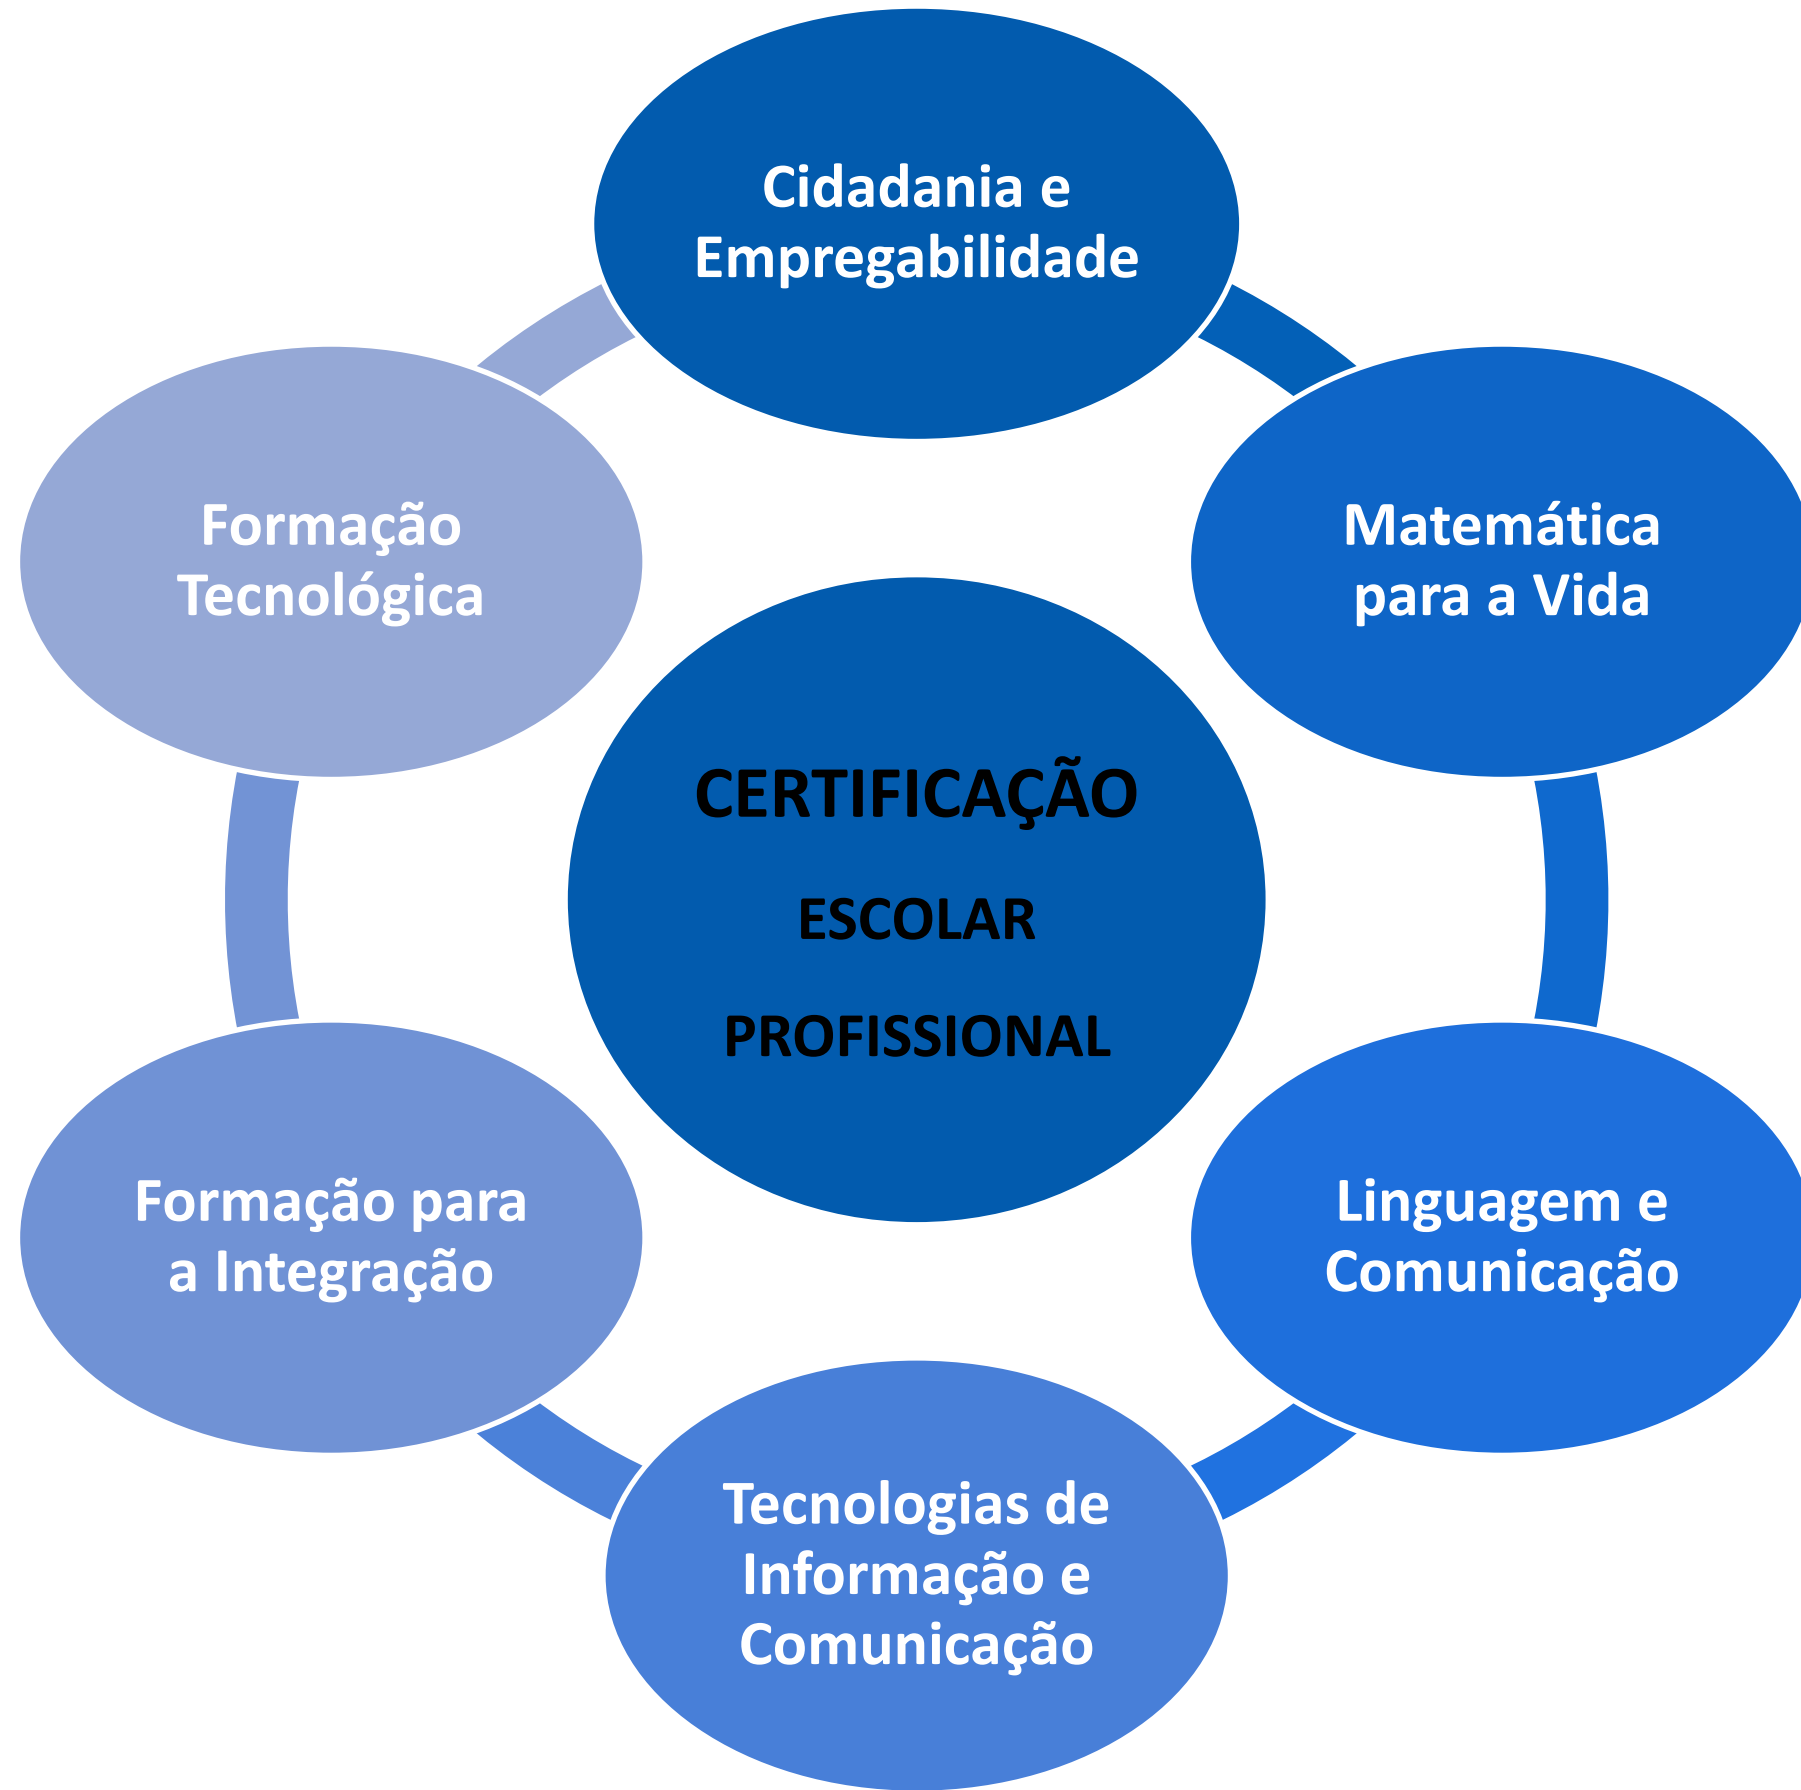 Cidadania e
Empregabilidade
Matemática
para a Vida
Linguagem e
Comunicação
Tecnologias de
Informação e
Comunicação
Formação para
a Integração
Formação
Tecnológica
CERTIFICAÇÃO
ESCOLAR
PROFISSIONAL